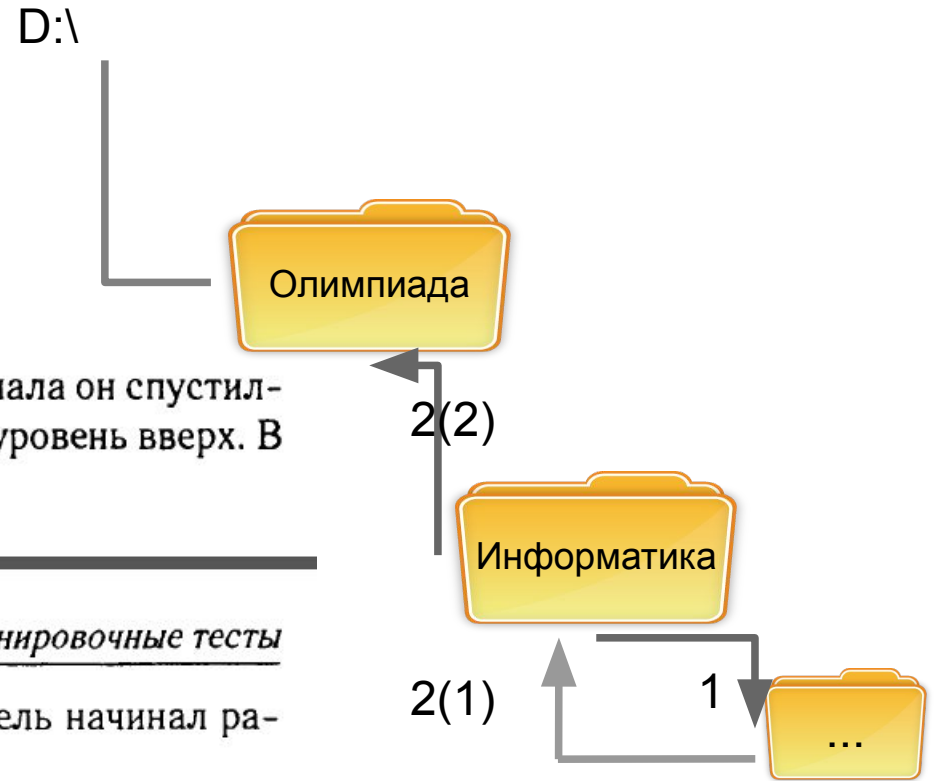 D:\
Олимпиада
нала он спустил-
уровень вверх. В
2(2)
Информатика
нировочные тесты
2(1)
1
ель начинал ра-
...